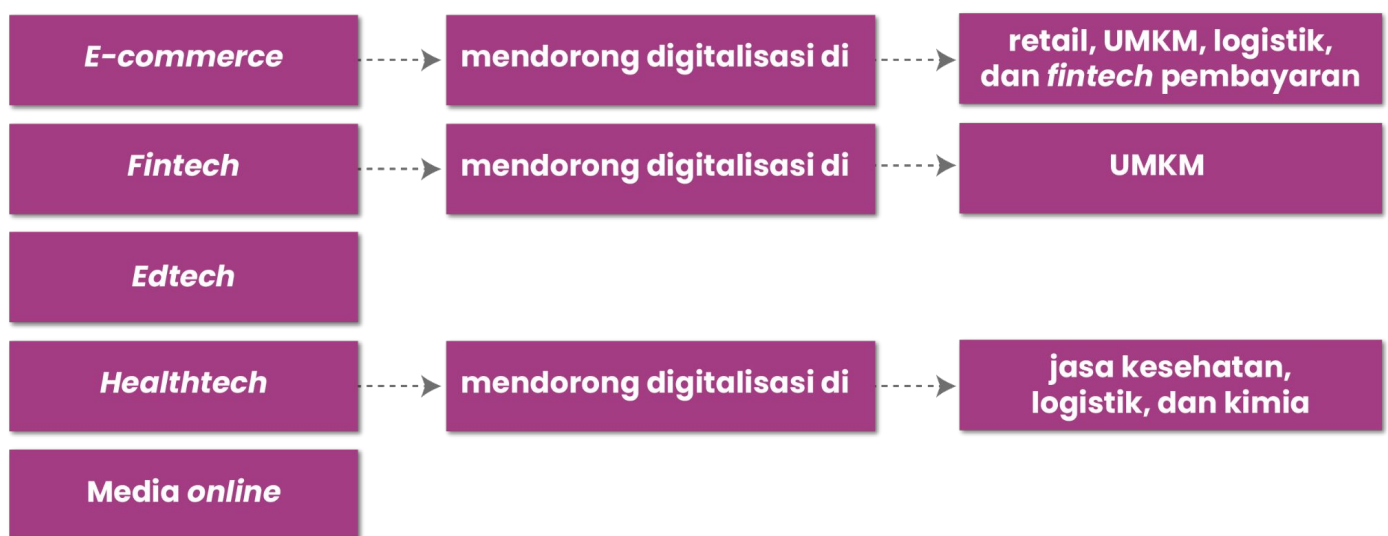 E-commerce
mendorong digitalisasi di
retail, UMKM, logistik,
dan fintech pembayaran
Fintech
mendorong digitalisasi di
UMKM
Edtech
Healthtech
mendorong digitalisasi di
jasa kesehatan,
logistik, dan kimia
Media online